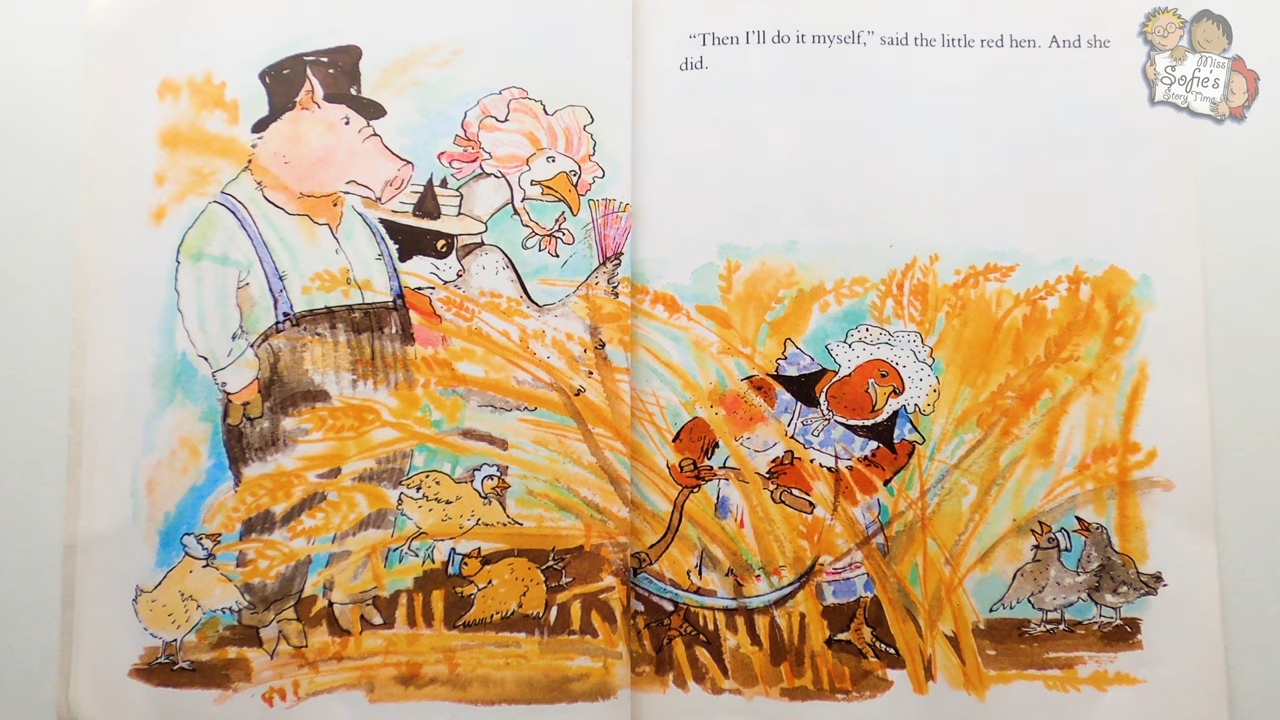 “Then I’ll do it myself,” said the little red hen. And she
did.
Miss
Sofie's
Story Time